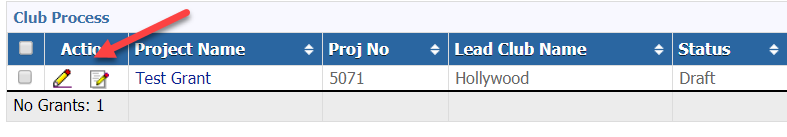 Club Process
Action Project Name Proj No Lead Club Name Status
Test Grant 5071 Hollywood Draft
No Grants: 1